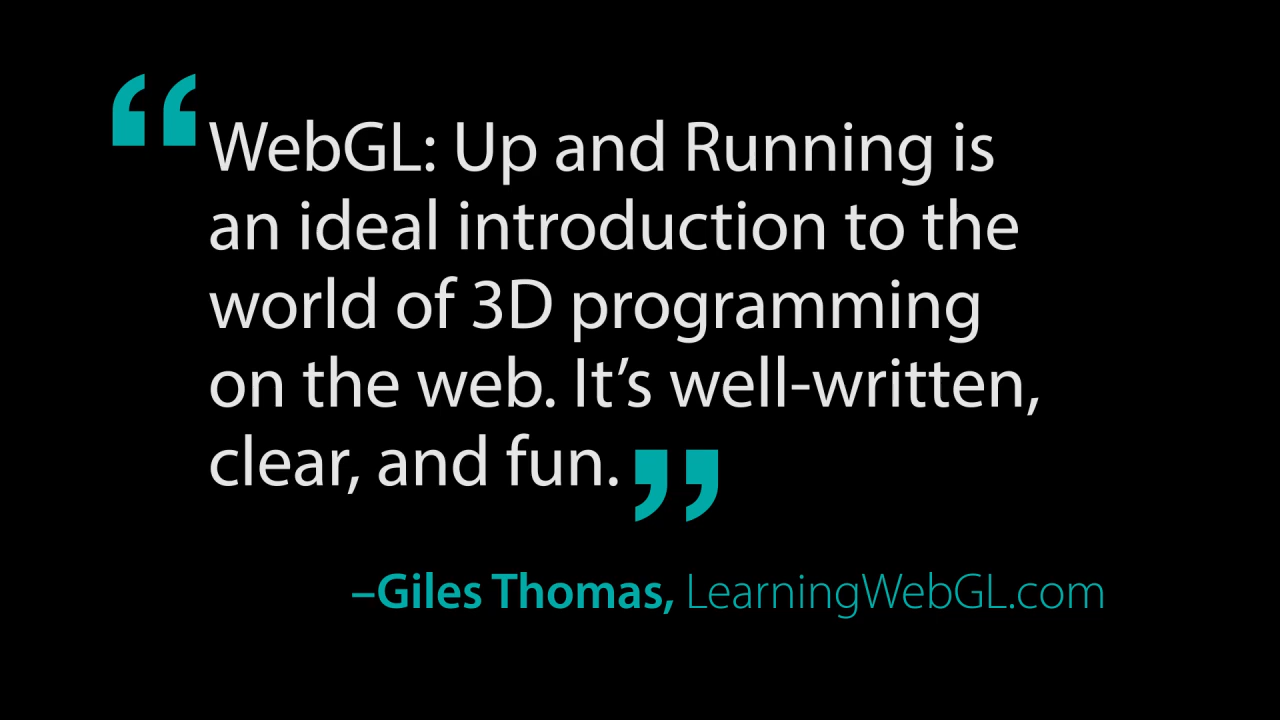 “WebGL: Up and Running is
an ideal introduction to the
world of 3D programming
on the web. It’s well-written,
clear, and fun.”
–Giles Thomas, LearningWebGL.com